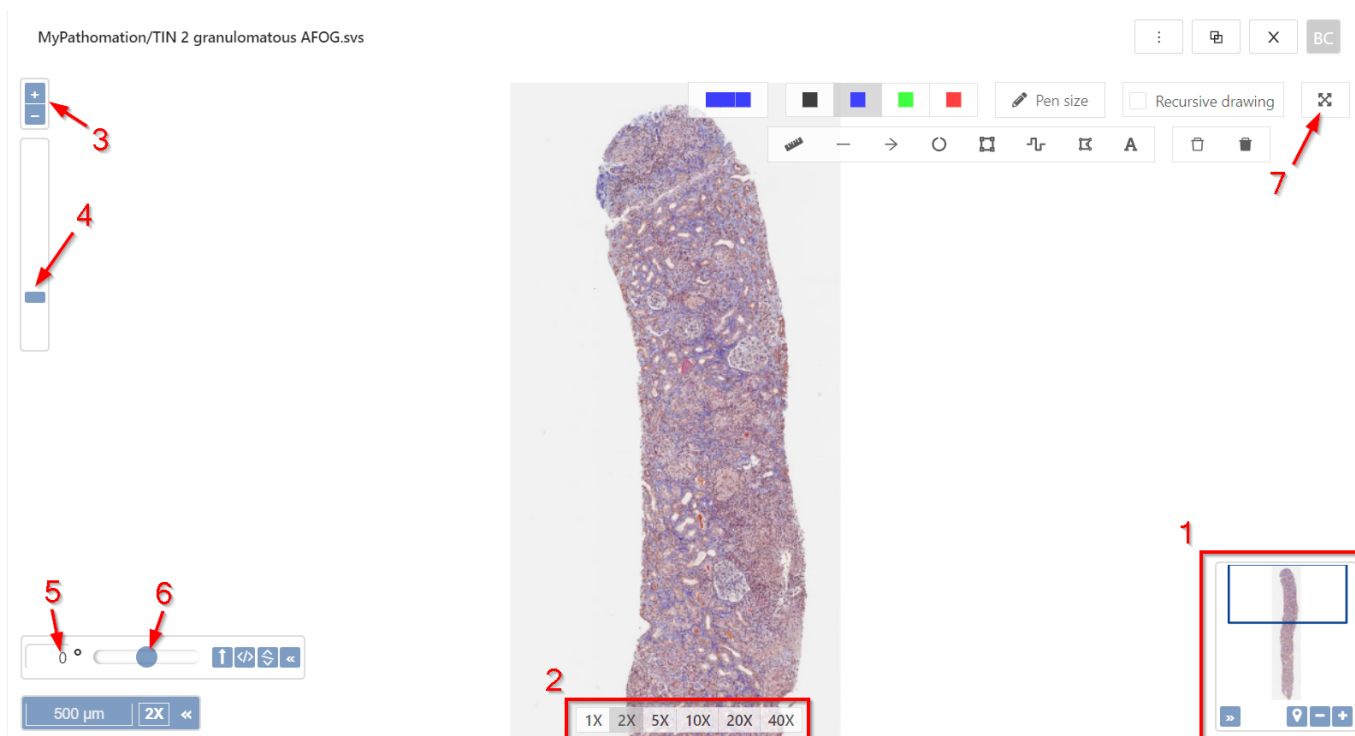 MyPathomation/TIN 2 granulomatous AFOG.svs
BC
+
−
3
Pen size
Recursive drawing
A
7
4
1
5
6
0 °
</>
«
2
500 µm 2X «
1X 2X 5X 10X 20X 40X
» − +